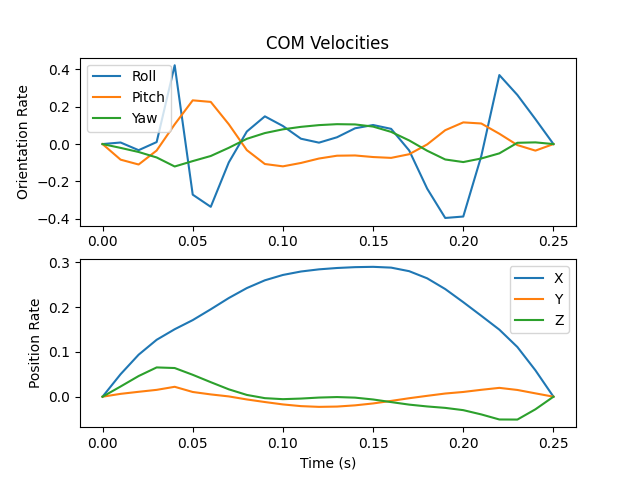 COM Velocities
Orientation Rate
0.4
0.2
0.0
−0.2
−0.4
Roll
Pitch
Yaw
0.00 0.05 0.10 0.15 0.20 0.25
Position Rate
0.3
0.2
0.1
0.0
X
Y
Z
0.00 0.05 0.10 0.15 0.20 0.25
Time (s)